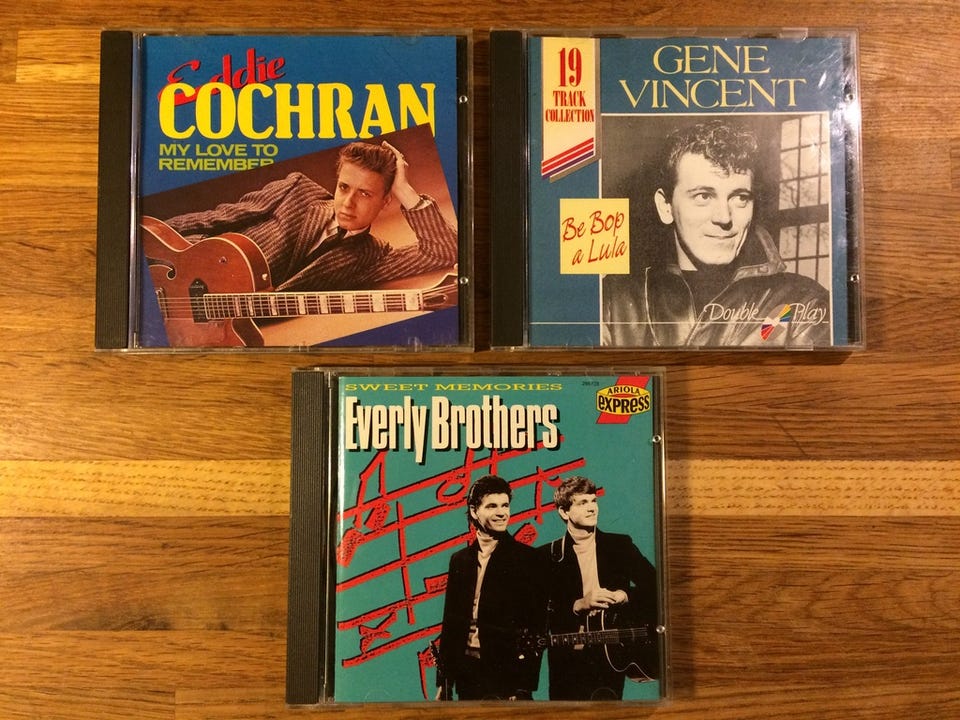 Eddie
COCHRAN
MY LOVE TO
REMEMBER
19
TRACK
COLLECTION
GENE
VINCENT
Be Bop
a Lula
Double Play
SWEET MEMORIES
Everly Brothers
ARIOLA
EXPRESS